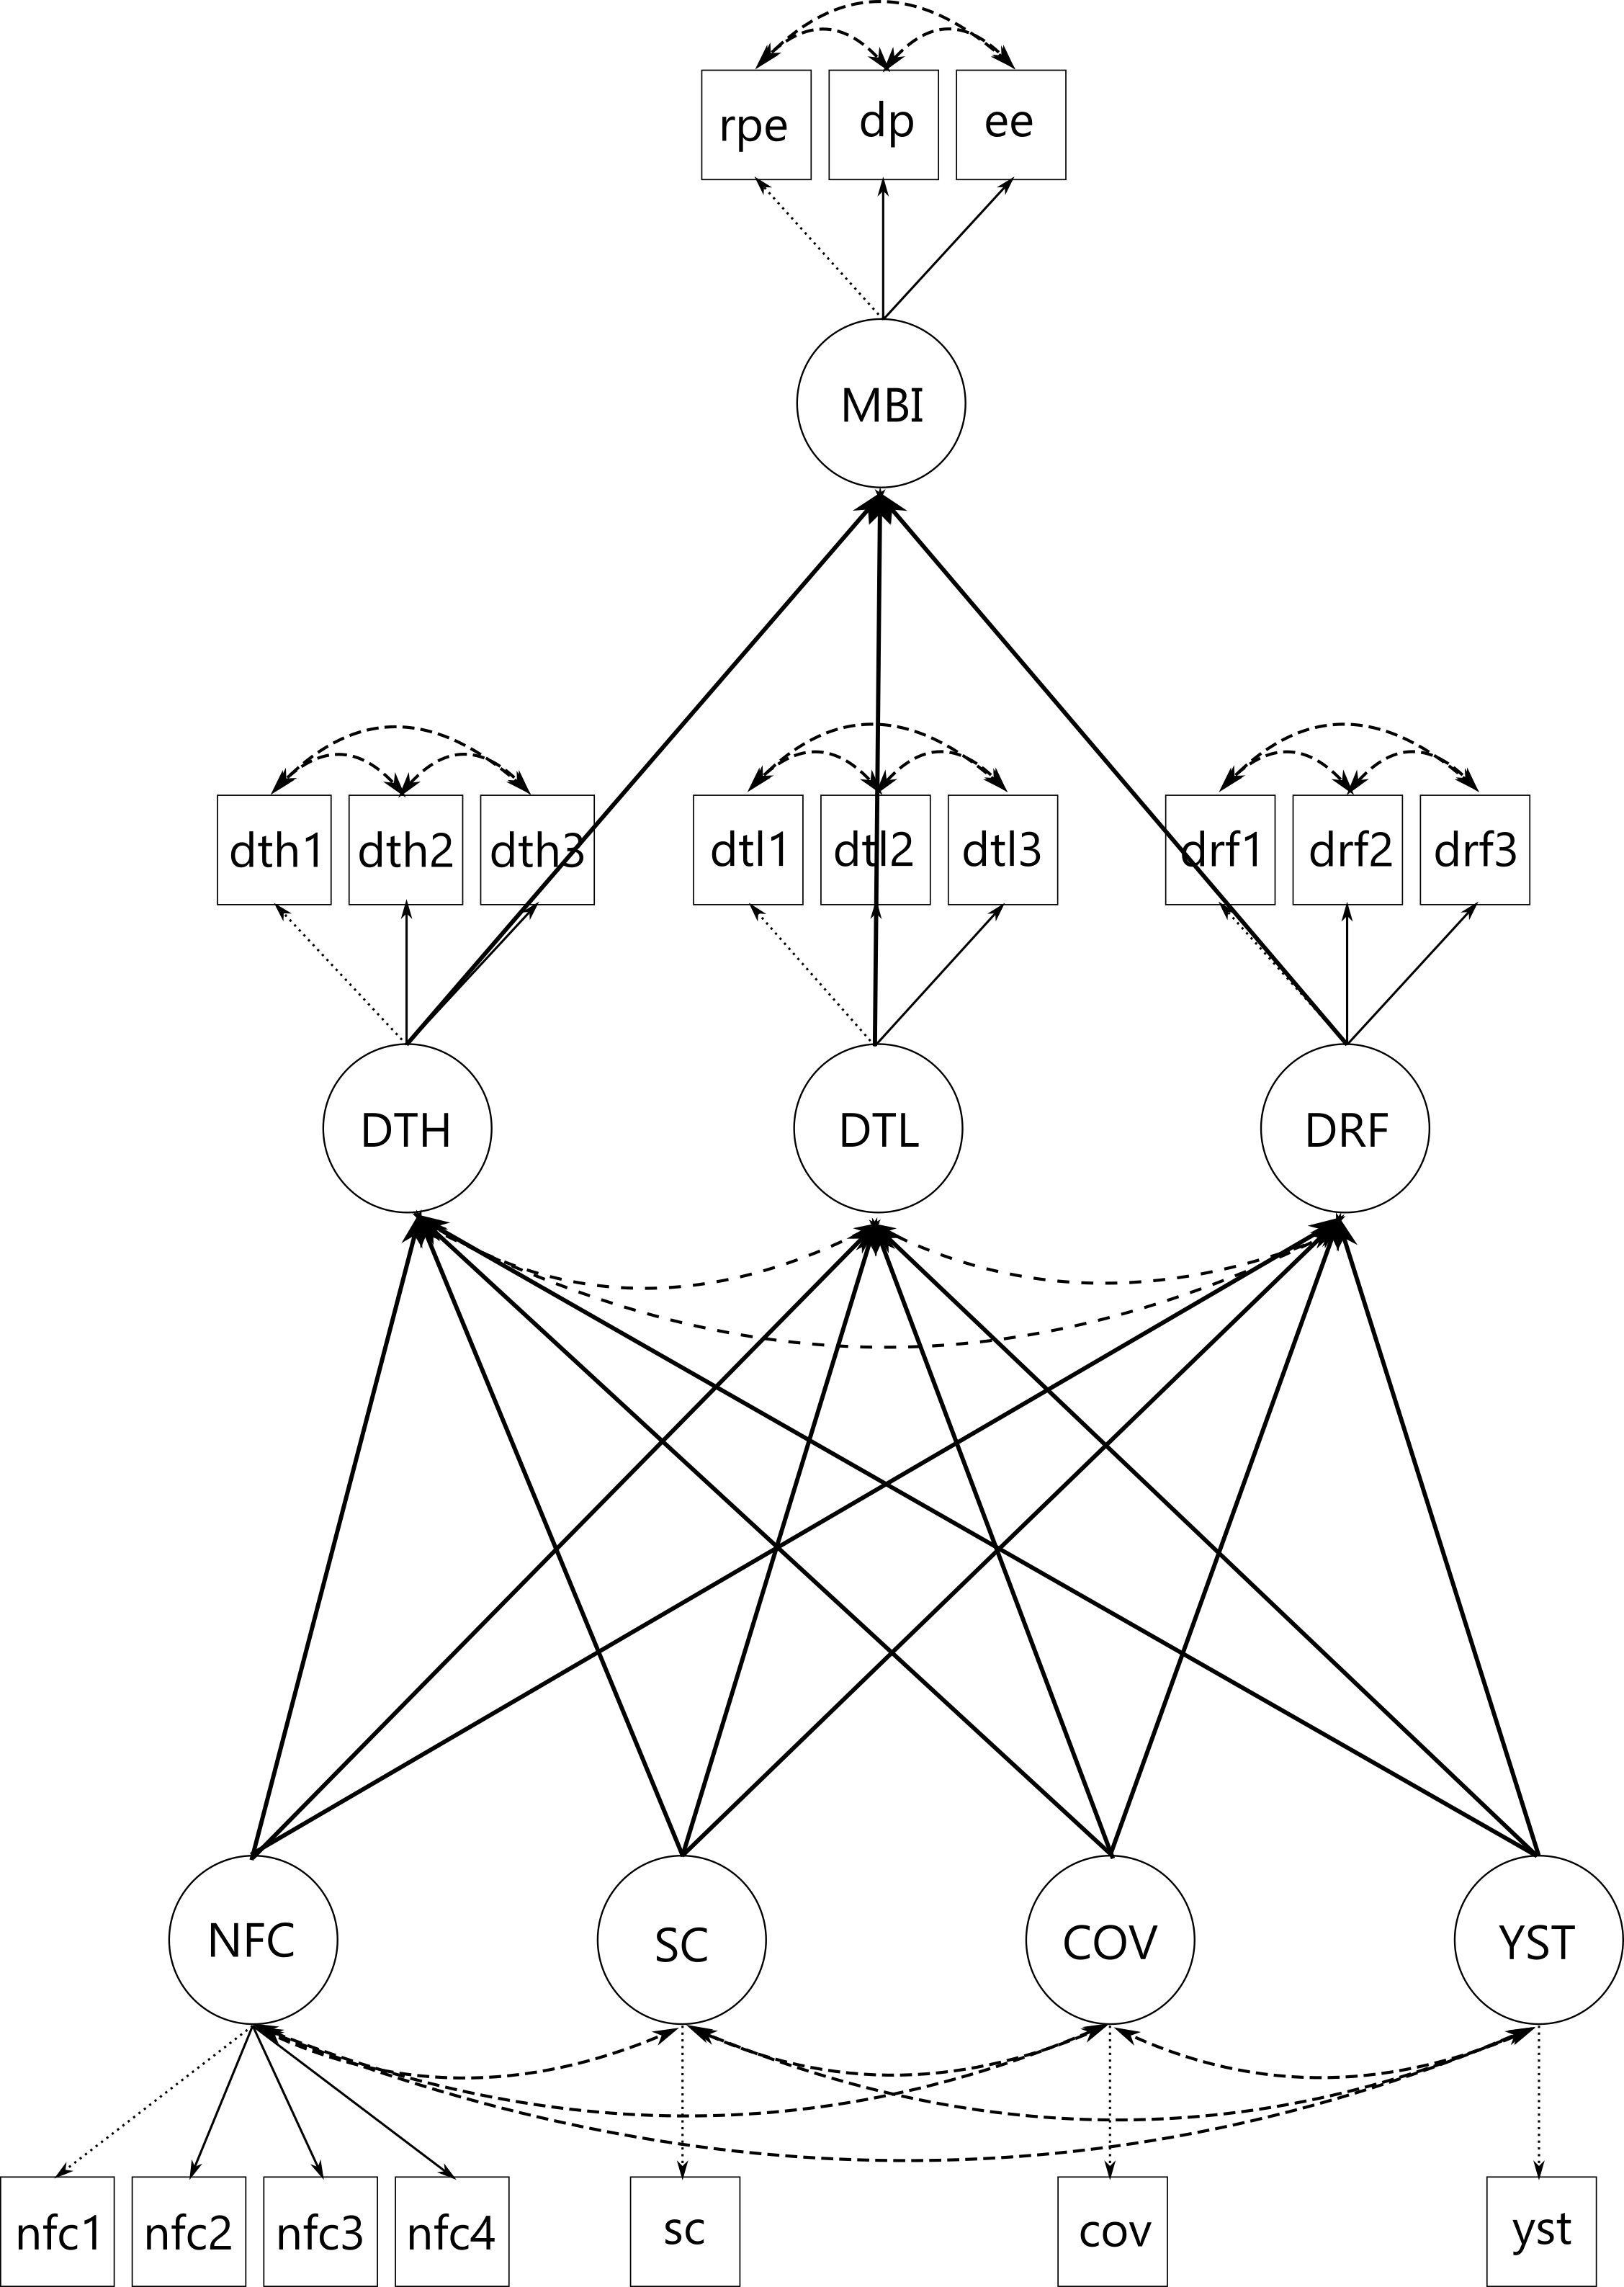 rpe dp ee
MBI
dth1 dth2 dth3 dtl1 dtl2 dtl3 drf1 drf2 drf3
DTH DTL DRF
NFC SC COV YST
nfc1 nfc2 nfc3 nfc4 sc cov yst